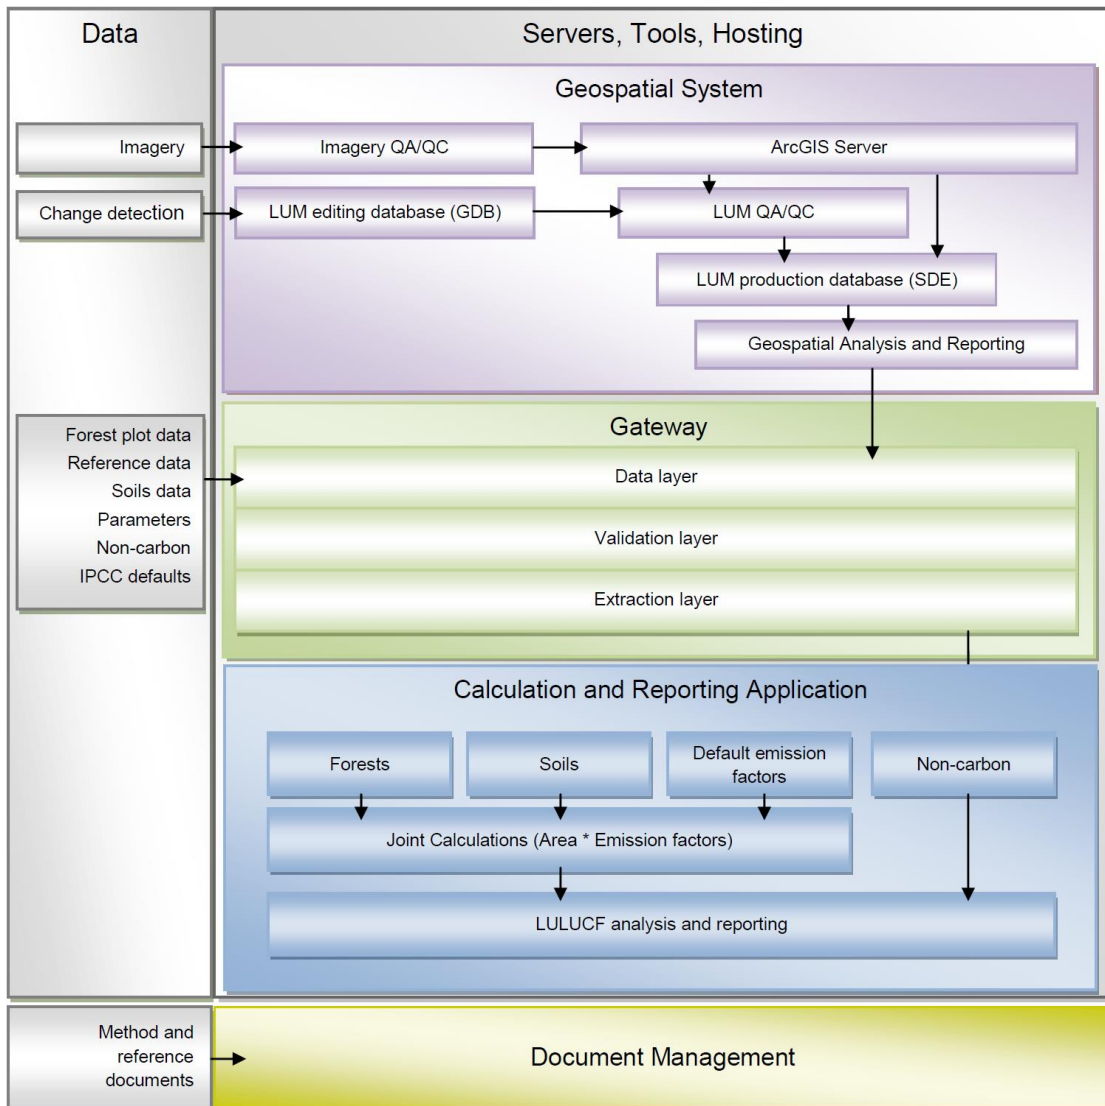 Data
Servers, Tools, Hosting
Geospatial System
Imagery
Imagery QA/QC
ArcGIS Server
Change detection
LUM editing database (GDB)
LUM QA/QC
LUM production database (SDE)
Geospatial Analysis and Reporting
Forest plot data
Reference data
Soils data
Parameters
Non-carbon
IPCC defaults
Gateway
Data layer
Validation layer
Extraction layer
Calculation and Reporting Application
Forests
Soils
Default emission
factors
Non-carbon
Joint Calculations (Area * Emission factors)
LULUCF analysis and reporting
Method and
reference
documents
Document Management